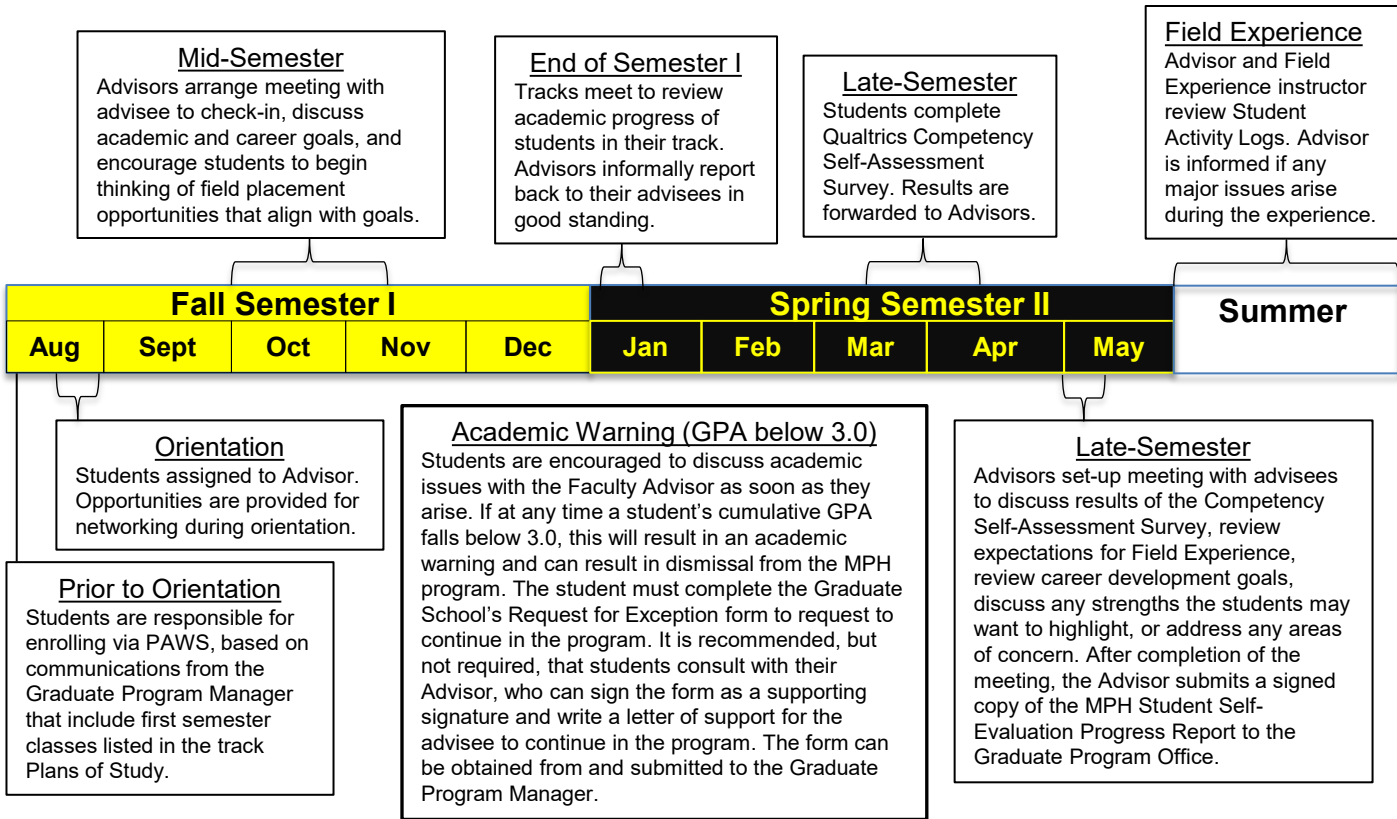 Mid-Semester
Advisors arrange meeting with
advisee to check-in, discuss
academic and career goals, and
encourage students to begin
thinking of field placement
opportunities that align with goals.
End of Semester I
Tracks meet to review
academic progress of
students in their track.
Advisors informally report
back to their advisees in
good standing.
Late-Semester
Students complete
Qualtrics Competency
Self-Assessment
Survey. Results are
forwarded to Advisors.
Field Experience
Advisor and Field
Experience instructor
review Student
Activity Logs. Advisor
is informed if any
major issues arise
during the experience.
Fall Semester I
Spring Semester II
Summer
Aug
Sept
Oct
Nov
Dec
Jan
Feb
Mar
Apr
May
Orientation
Students assigned to Advisor.
Opportunities are provided for
networking during orientation.
Prior to Orientation
Students are responsible for
enrolling via PAWS, based on
communications from the
Graduate Program Manager
that include first semester
classes listed in the track
Plans of Study.
Academic Warning (GPA below 3.0)
Students are encouraged to discuss academic
issues with the Faculty Advisor as soon as they
arise. If at any time a student’s cumulative GPA
falls below 3.0, this will result in an academic
warning and can result in dismissal from the MPH
program. The student must complete the Graduate
School’s Request for Exception form to request to
continue in the program. It is recommended, but
not required, that students consult with their
Advisor, who can sign the form as a supporting
signature and write a letter of support for the
advisee to continue in the program. The form can
be obtained from and submitted to the Graduate
Program Manager.
Late-Semester
Advisors set-up meeting with advisees
to discuss results of the Competency
Self-Assessment Survey, review
expectations for Field Experience,
review career development goals,
discuss any strengths the students may
want to highlight, or address any areas
of concern. After completion of the
meeting, the Advisor submits a signed
copy of the MPH Student Self-
Evaluation Progress Report to the
Graduate Program Office.